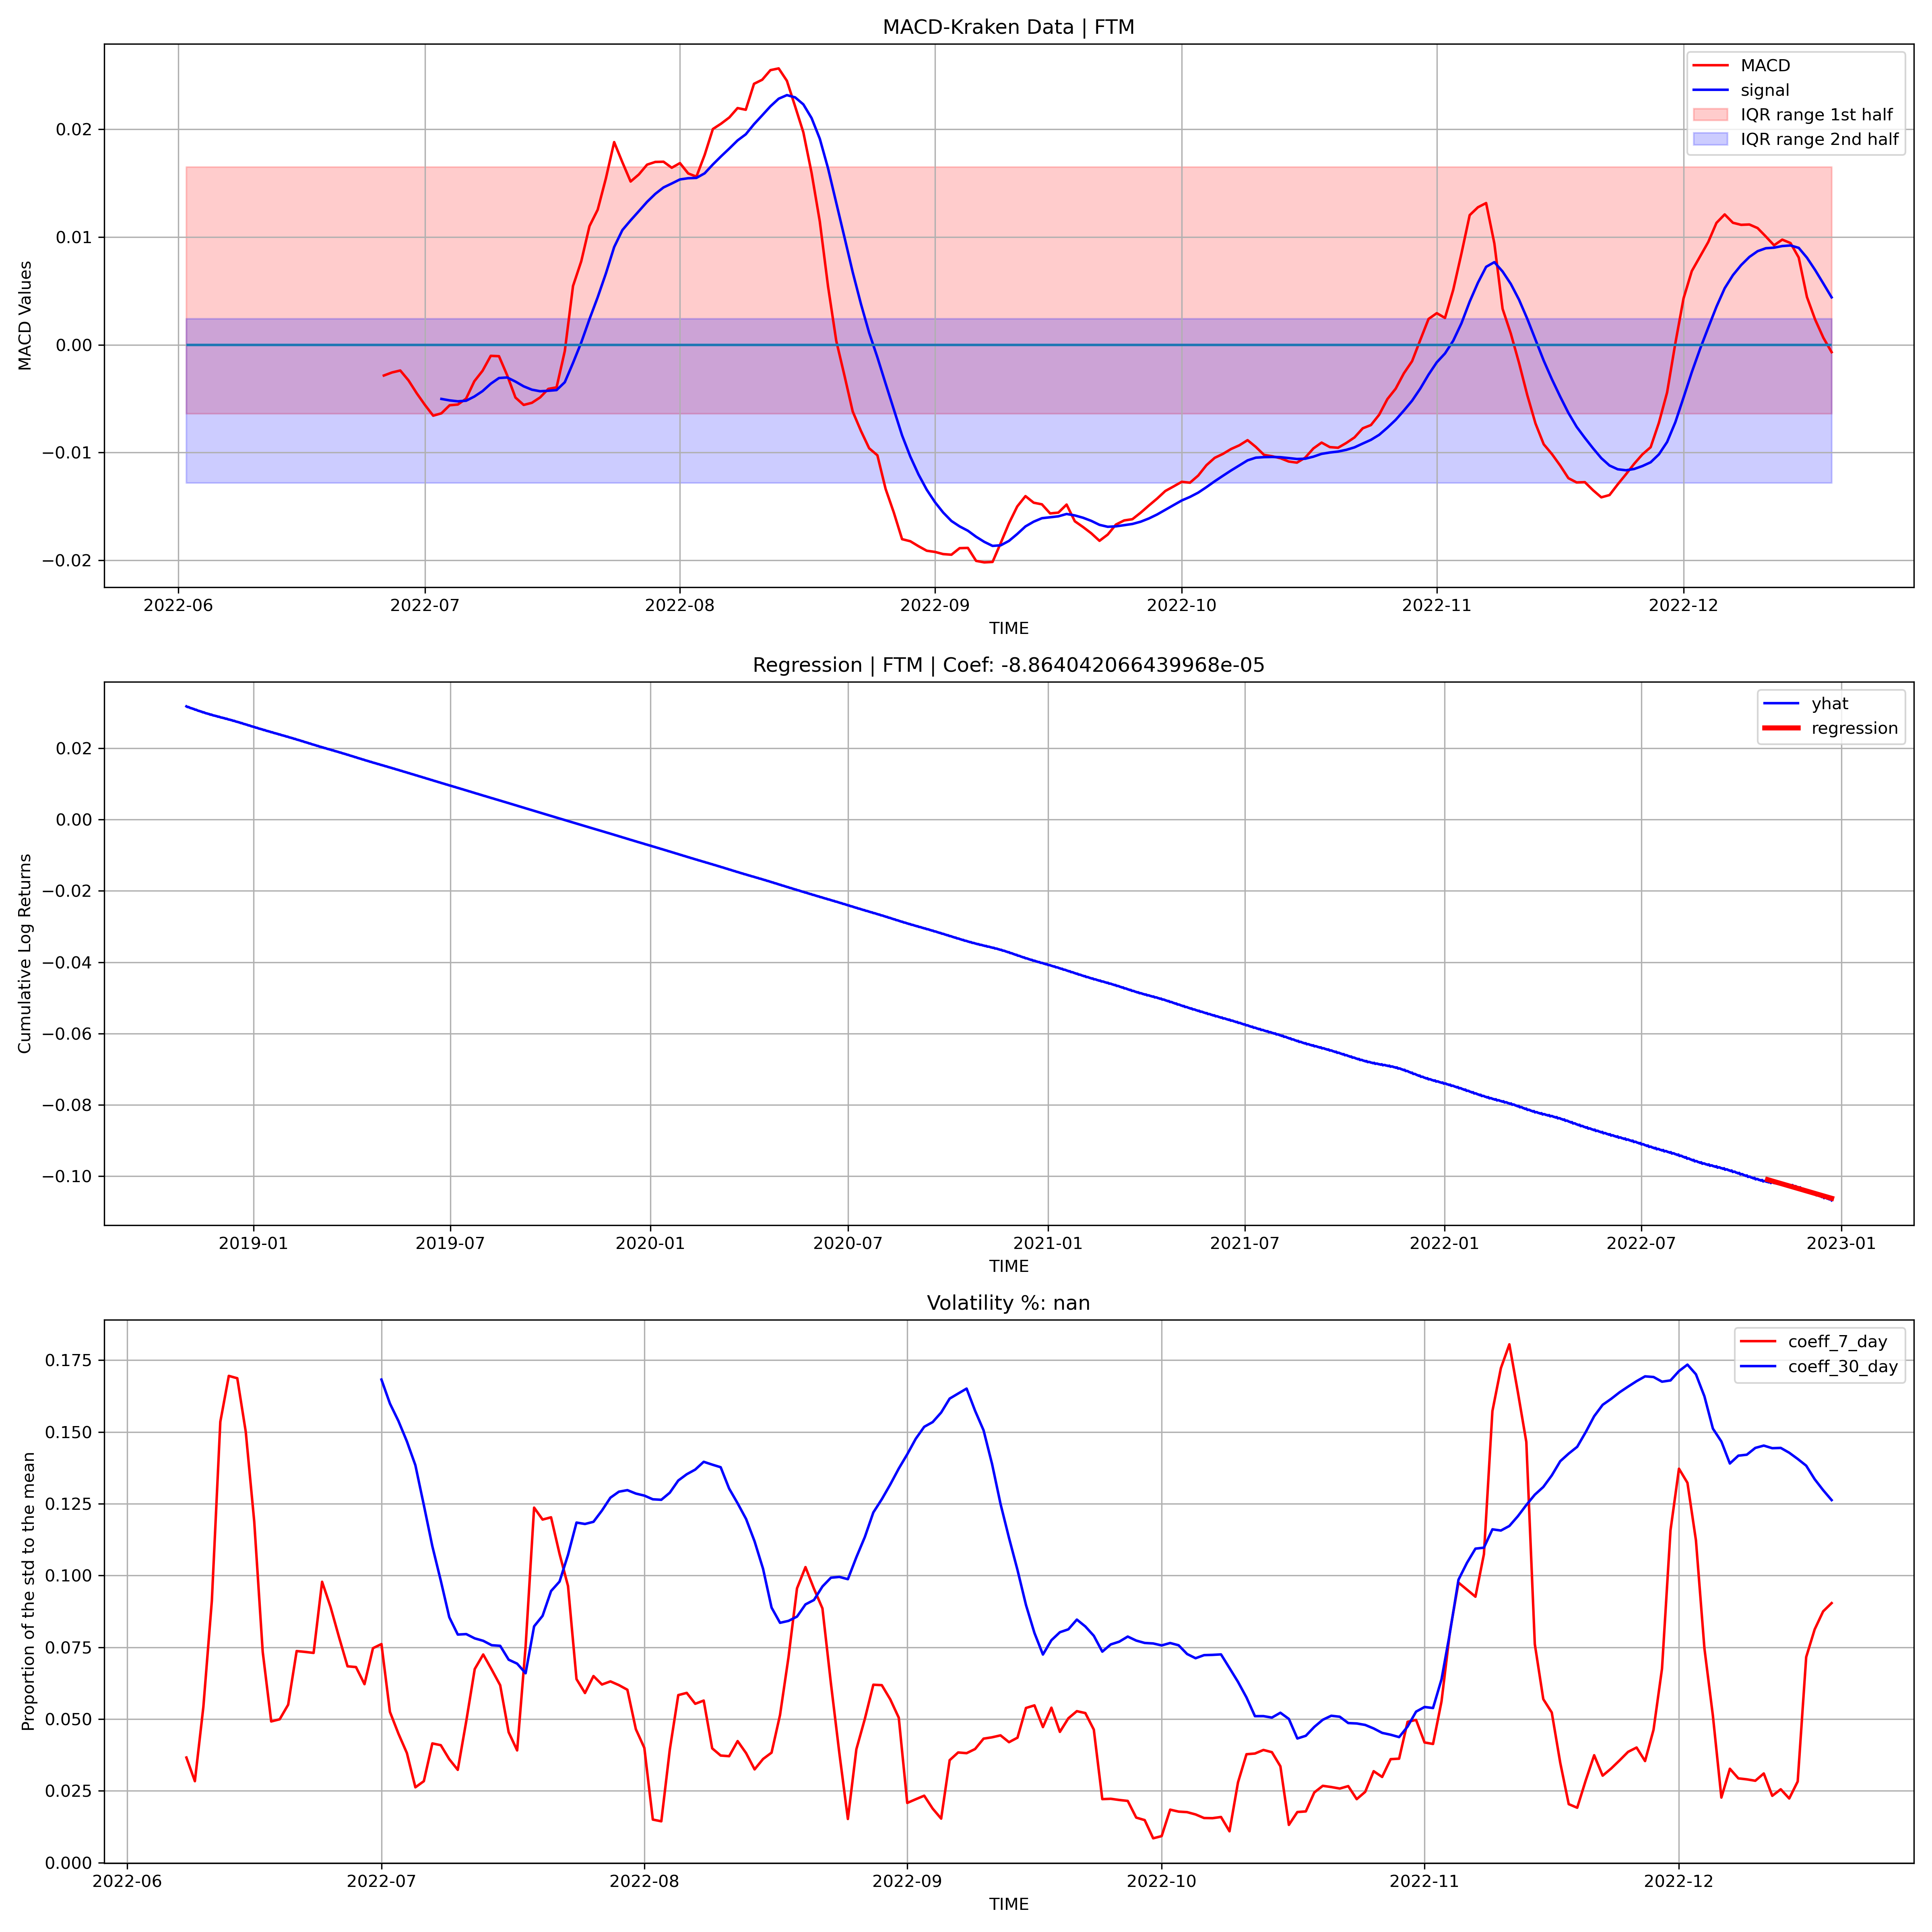 MACD-Kraken Data | FTM
MACD
signal
IQR range 1st half
IQR range 2nd half
MACD Values
0.02
0.01
0.00
−0.01
−0.02
2022-06 2022-07 2022-08 2022-09 2022-10 2022-11 2022-12
TIME
Regression | FTM | Coef: -8.864042066439968e-05
yhat
regression
Cumulative Log Returns
0.02
0.00
−0.02
−0.04
−0.06
−0.08
−0.10
2019-01 2019-07 2020-01 2020-07 2021-01 2021-07 2022-01 2022-07 2023-01
TIME
Volatility %: nan
coeff_7_day
coeff_30_day
Proportion of the std to the mean
0.175
0.150
0.125
0.100
0.075
0.050
0.025
0.000
2022-06 2022-07 2022-08 2022-09 2022-10 2022-11 2022-12
TIME